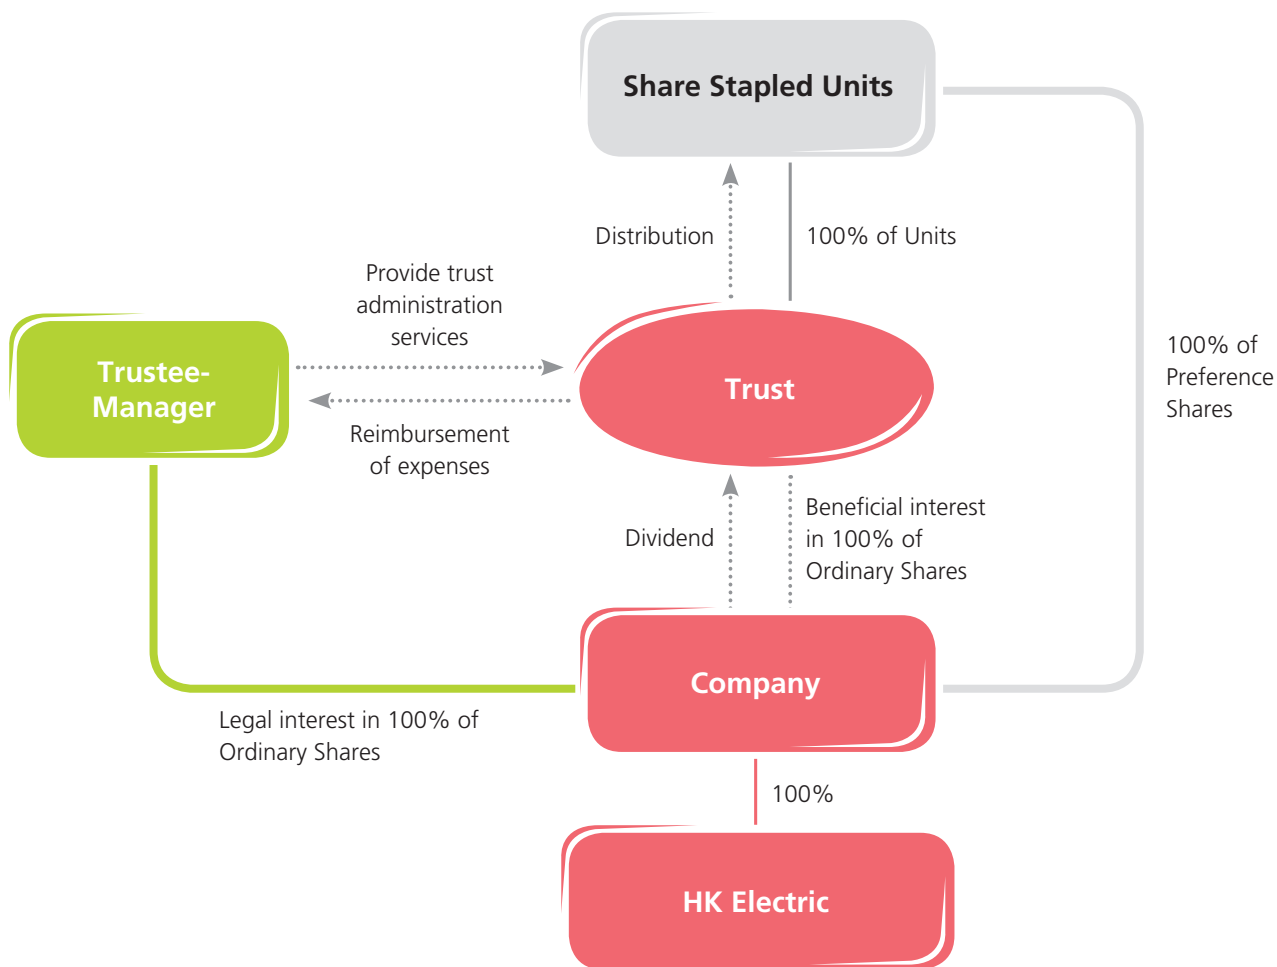 Share Stapled Units
Distribution
100% of Units
Provide trust
administration
services
Trustee-
Manager
Trust
100% of
Preference
Shares
Reimbursement
of expenses
Dividend
Beneficial interest
in 100% of
Ordinary Shares
Company
Legal interest in 100% of
Ordinary Shares
100%
HK Electric